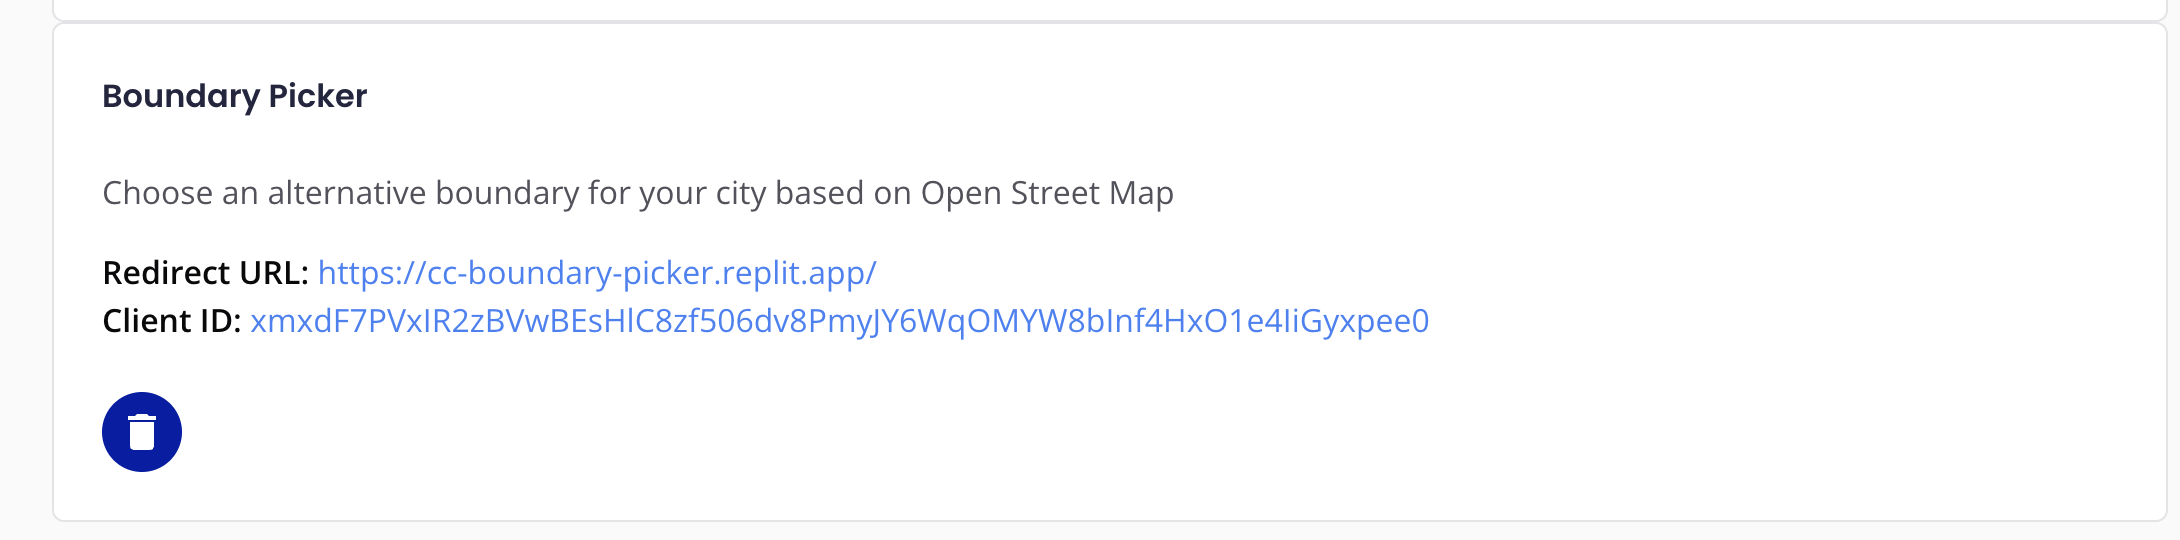 Boundary Picker
Choose an alternative boundary for your city based on Open Street Map
Redirect URL: https://cc-boundary-picker.replit.app/
Client ID: xmxdF7PVxIR2zBVwBEsHlC8zf506dv8PmyJY6WqOMYW8bInf4HxO1e4IiGyxpee0